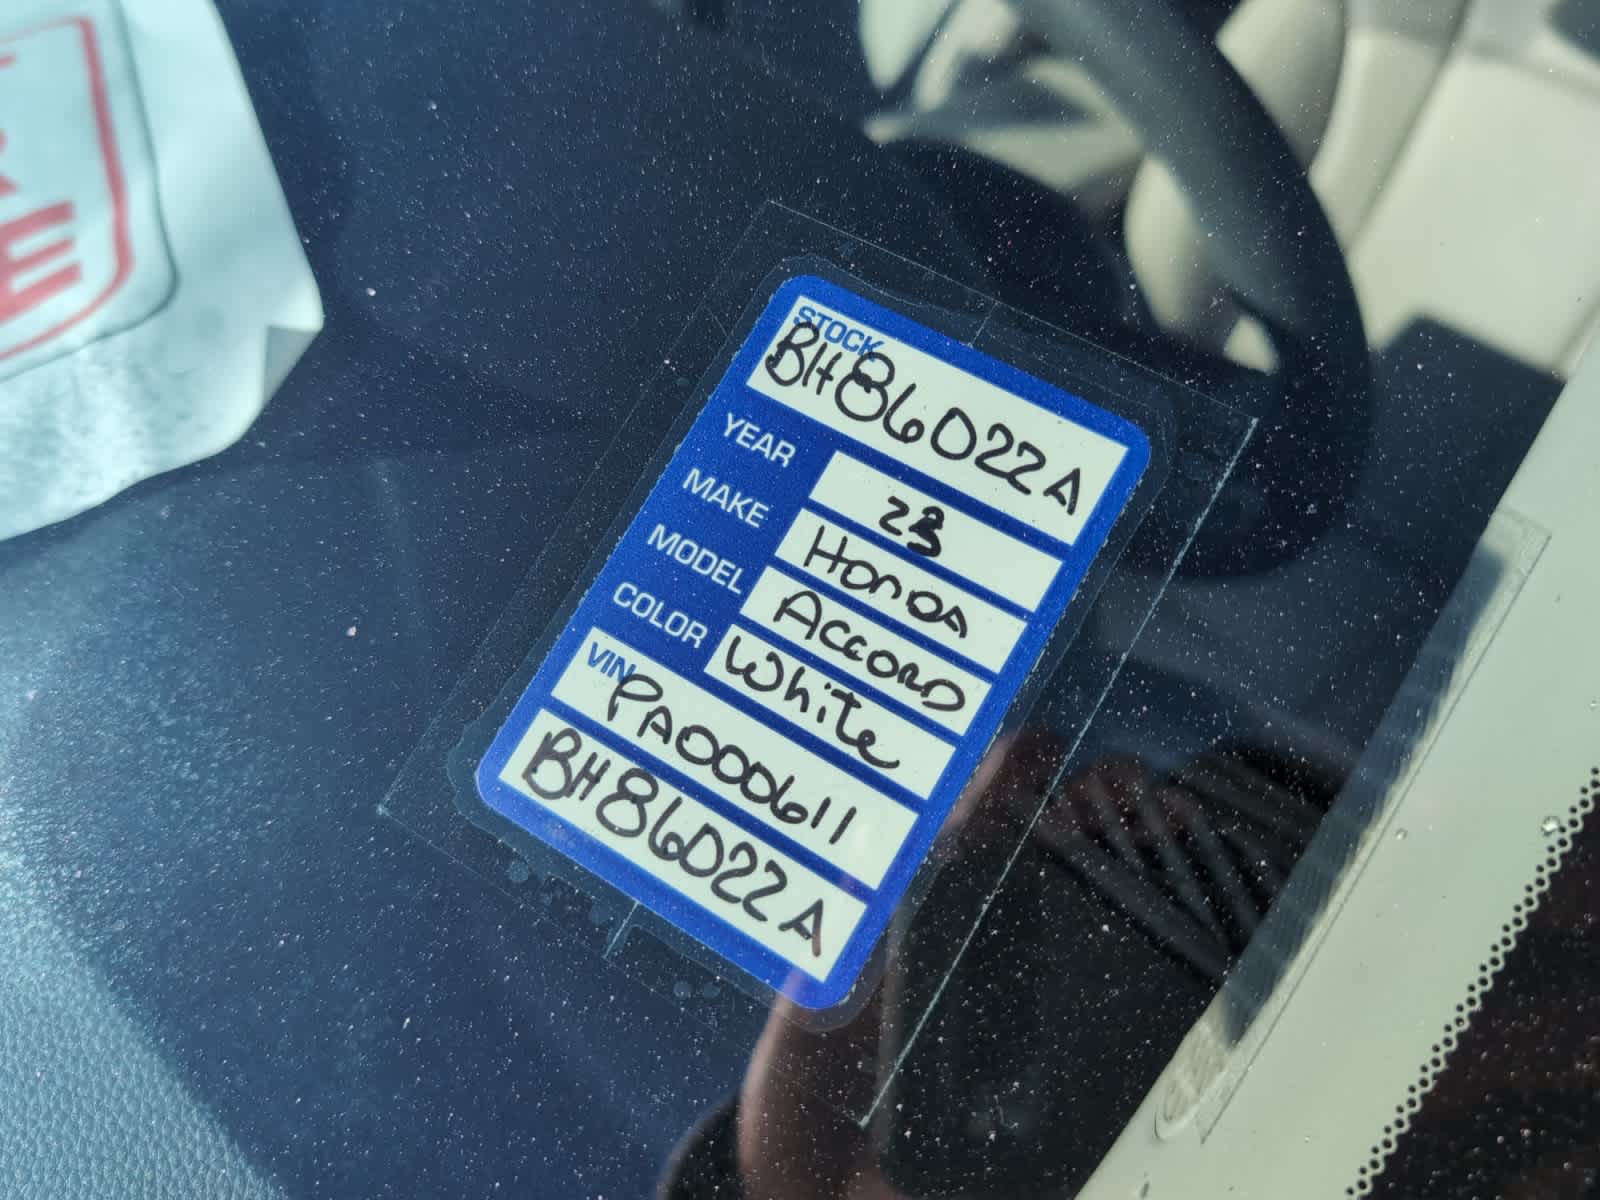 STOCK
BH86022A
YEAR 23
MAKE HONDA
MODEL ACCORD
COLOR White
VIN PA000611
BH86022A